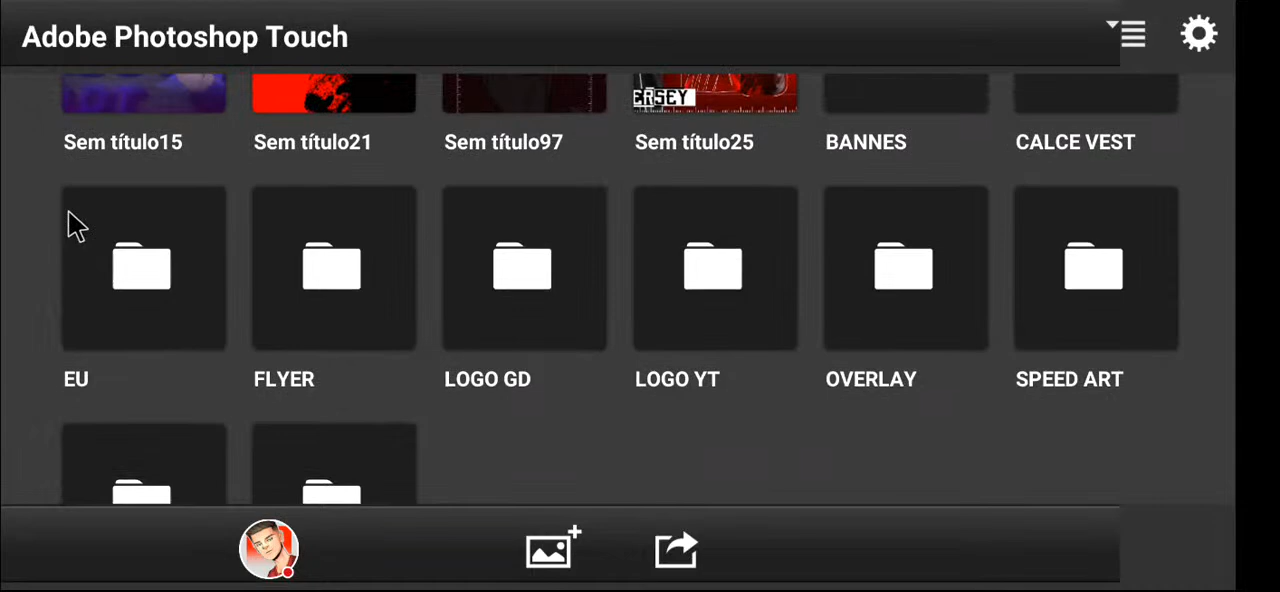 Adobe Photoshop Touch
ERSEY
Sem título15 Sem título21 Sem título97 Sem título25 BANNES CALCE VEST
EU FLYER LOGO GD LOGO YT OVERLAY SPEED ART